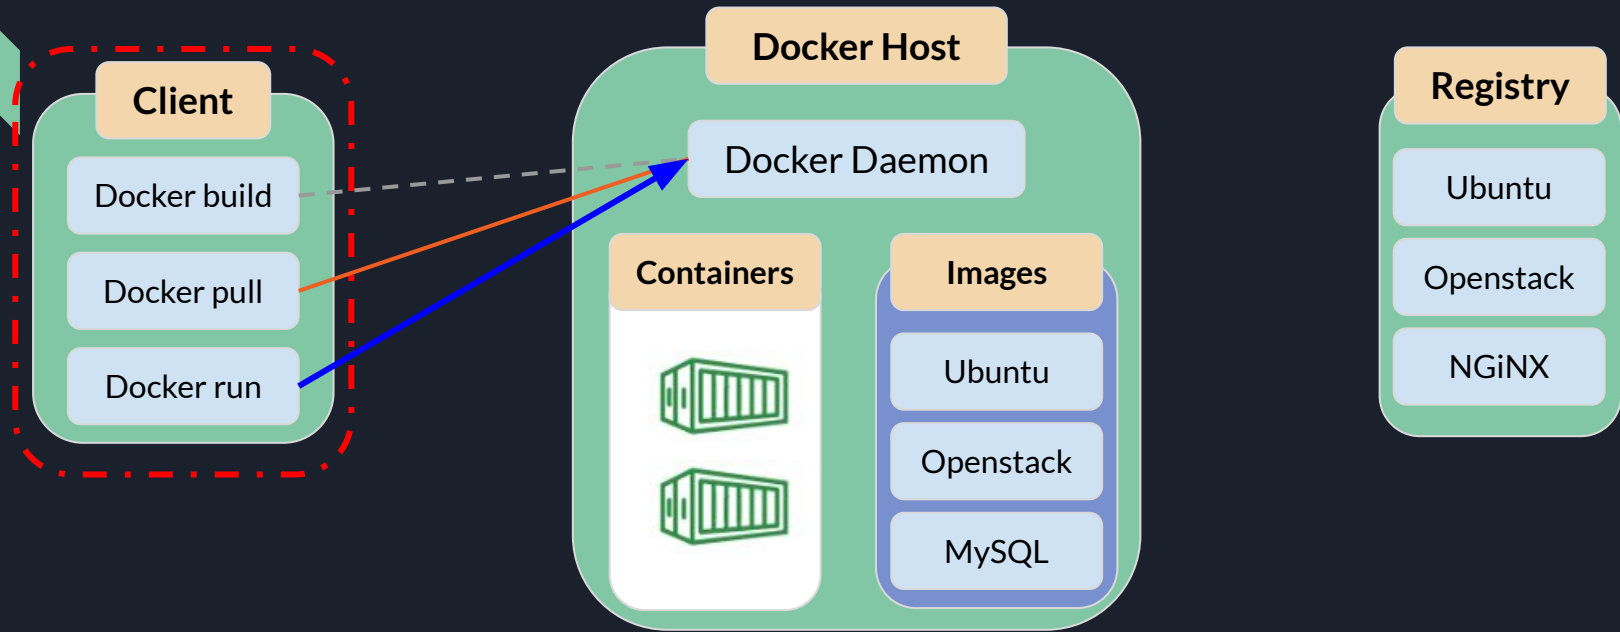 Client
Docker build
Docker pull
Docker run
Docker Host
Docker Daemon
Containers
Images
Ubuntu
Openstack
MySQL
Registry
Ubuntu
Openstack
NGiNX